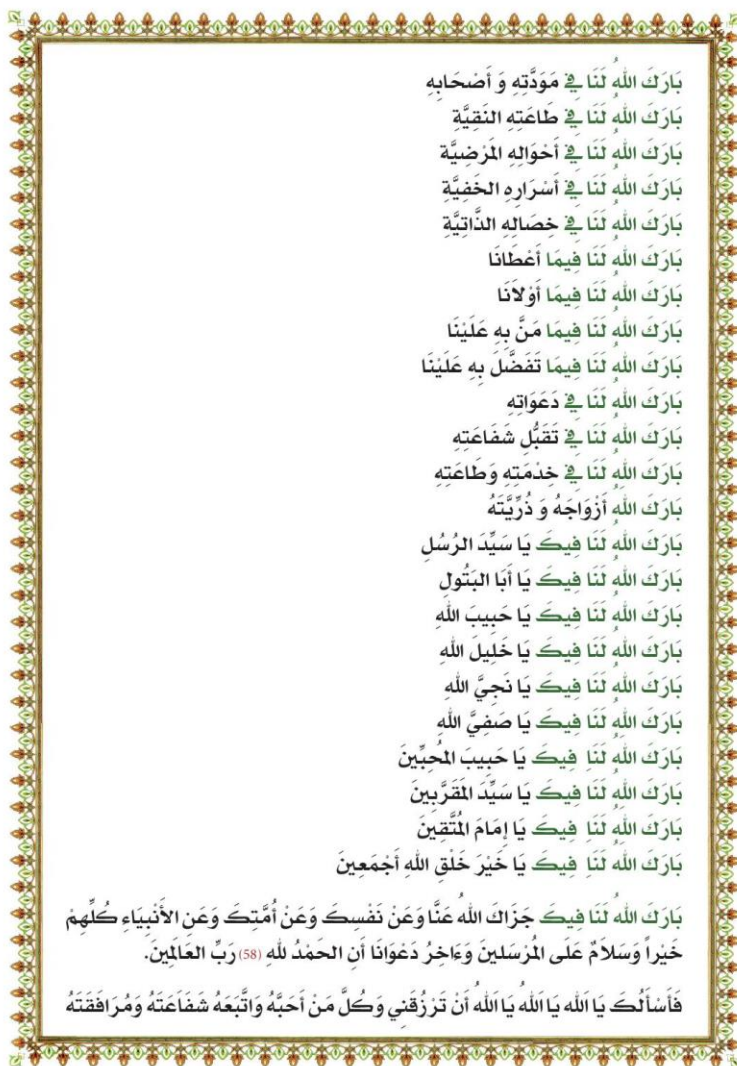 بَارَكَ اللهُ لَنَا فِي مَوَدَّتِهِ وَ أَصْحَابِهِ
بَارَكَ اللهُ لَنَا فِي طَاعَتِهِ النَقِيَّةِ
بَارَكَ اللهُ لَنَا فِي أَحْوَالِهِ المَرْضِيَّةِ
بَارَكَ اللهُ لَنَا فِي أَسْرَارِهِ الخَفِيَّةِ
بَارَكَ اللهُ لَنَا فِي خِصَالِهِ الذَّاتِيَّةِ
بَارَكَ اللهُ لَنَا فِيمَا أَعْطَانَا
بَارَكَ اللهُ لَنَا فِيمَا أَوْلاَنَا
بَارَكَ اللهُ لَنَا فِيمَا مَنَّ بِهِ عَلَيْنَا
بَارَكَ اللهُ لَنَا فِيمَا تَفَضَّلَ بِهِ عَلَيْنَا
بَارَكَ اللهُ لَنَا فِي دَعَوَاتِهِ
بَارَكَ اللهُ لَنَا فِي تَقَبُّلِ شَفَاعَتِهِ
بَارَكَ اللهُ لَنَا فِي خِدْمَتِهِ وَطَاعَتِهِ
بَارَكَ اللهُ أَزْوَاجَهُ وَ ذُرِّيَّتَهُ
بَارَكَ اللهُ لَنَا فِيكَ يَا سَيِّدَ الرُسُلِ
بَارَكَ اللهُ لَنَا فِيكَ يَا أَبَا البَتُولِ
بَارَكَ اللهُ لَنَا فِيكَ يَا حَبِيبَ اللهِ
بَارَكَ اللهُ لَنَا فِيكَ يَا خَلِيلَ اللهِ
بَارَكَ اللهُ لَنَا فِيكَ يَا نَجِيَّ اللهِ
بَارَكَ اللهُ لَنَا فِيكَ يَا صَفِيَّ اللهِ
بَارَكَ اللهُ لَنَا فِيكَ يَا حَبِيبَ المُحِبِّينَ
بَارَكَ اللهُ لَنَا فِيكَ يَا سَيِّدَ المُقَرَّبِينَ
بَارَكَ اللهُ لَنَا فِيكَ يَا إِمَامَ المُتَّقِينَ
بَارَكَ اللهُ لَنَا فِيكَ يَا خَيْرَ خَلْقِ اللهِ أَجْمَعِينَ
بَارَكَ اللهُ لَنَا فِيكَ جَزَاكَ اللهُ عَنَّا وَعَنْ نَفْسِكَ وَعَنْ أُمَّتِكَ وَعَنِ الأَنْبِيَاءِ كُلِّهِمْ
خَيْراً وَسَلاَمٌ عَلَى المُرْسَلِينَ وَءَاخِرُ دَعْوَانَا أَنِ الحَمْدُ للهِ (58) رَبِّ العَالَمِينَ.
فَأَسْأَلُكَ يَا اَلله يَا اَللهُ يَا اَللهُ أَنْ تَرْزُقَنِي وَكُلَّ مَنْ أَحَبَّهُ وَاتَّبَعَهُ شَفَاعَتَهُ وَمُرَافَقَتَهُ